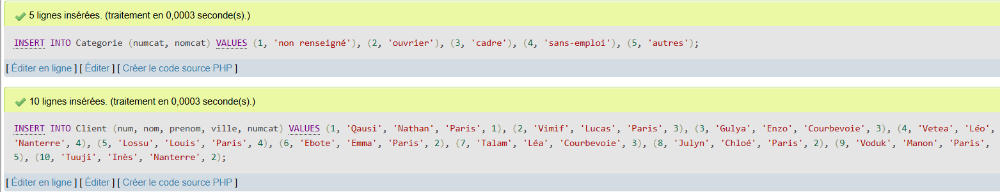 5 lignes insérées. (traitement en 0,0003 seconde(s).)
INSERT INTO Categorie (numcat, nomcat) VALUES (1, 'non renseigné'), (2, 'ouvrier'), (3, 'cadre'), (4, 'sans-emploi'), (5, 'autres');
[ Éditer en ligne ] [ Éditer ] [ Créer le code source PHP ]
10 lignes insérées. (traitement en 0,0003 seconde(s).)
INSERT INTO Client (num, nom, prenom, ville, numcat) VALUES (1, 'Qausi', 'Nathan', 'Paris', 1), (2, 'Vimif', 'Lucas', 'Paris', 3), (3, 'Gulya', 'Enzo', 'Courbevoie', 3), (4, 'Vetea', 'Léo',
'Nanterre', 4), (5, 'Lossu', 'Louis', 'Paris', 4), (6, 'Ebote', 'Emma', 'Paris', 2), (7, 'Talam', 'Léa', 'Courbevoie', 3), (8, 'Julyn', 'Chloé', 'Paris', 2), (9, 'Voduk', 'Manon', 'Paris',
5), (10, 'Tuuji', 'Inès', 'Nanterre', 2);
[ Éditer en ligne ] [ Éditer ] [ Créer le code source PHP ]